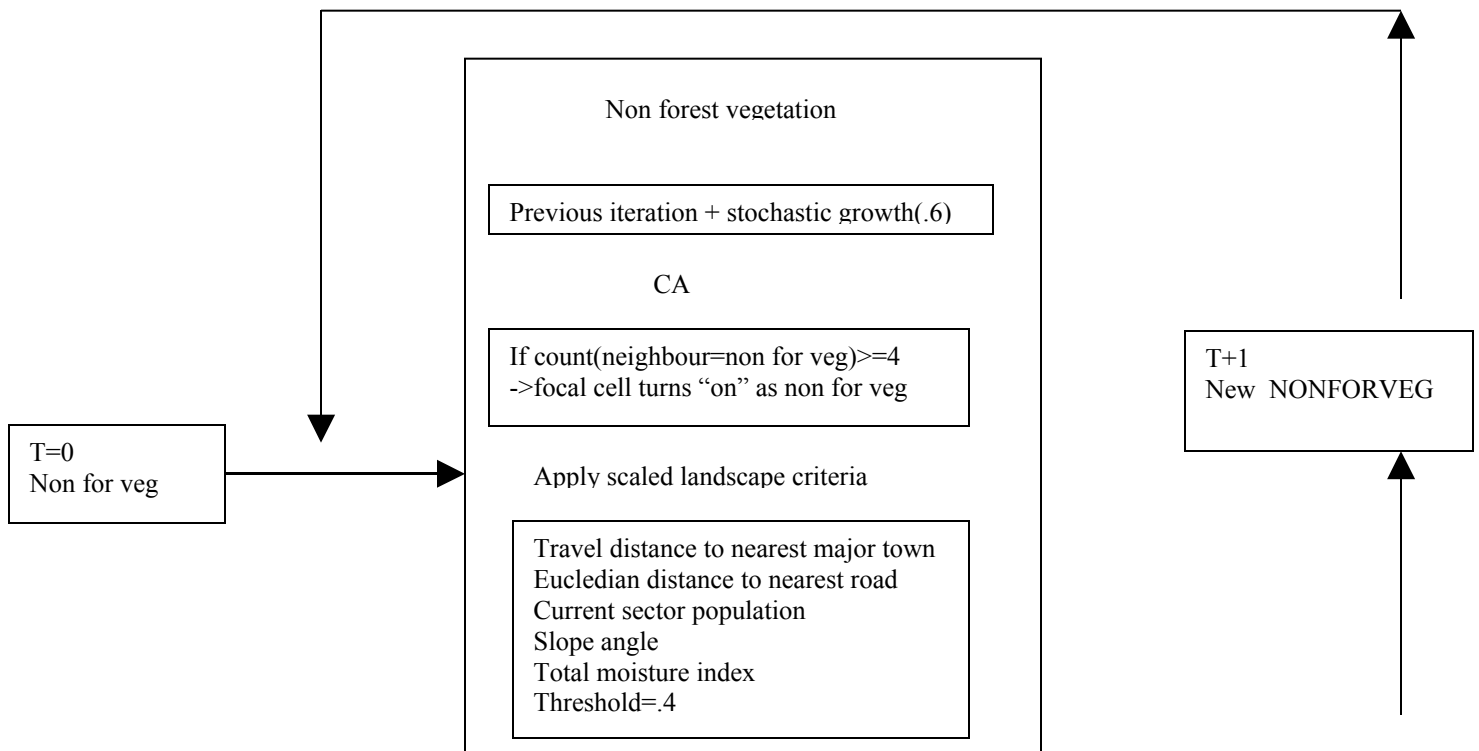 Non forest vegetation
Previous iteration + stochastic growth(.6)
CA
If count(neighbour=non for veg)>=4
->focal cell turns “on” as non for veg
T=0
Non for veg
Apply scaled landscape criteria
Travel distance to nearest major town
Eucledian distance to nearest road
Current sector population
Slope angle
Total moisture index
Threshold=.4
T+1
New NONFORVEG